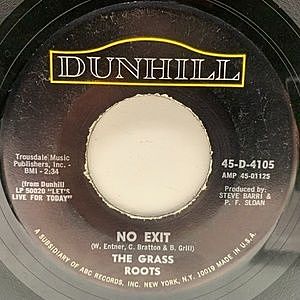 DUNHILL
Trousdale Music
Publishers, Inc. -
BMI - 2:34
(from Dunhill
LP 50020 "LET'S
LIVE FOR TODAY")
45-D-4105
AMP 45-01125
Produced by:
STEVE BARRI &
P. F. SLOAN
NO EXIT
(W. Entner, C. Bratton & B. Grill)
THE GRASS
ROOTS
A SUBSIDIARY OF ABC RECORDS, INC. NEW YORK, N.Y. 10019 MADE IN U.S.A.